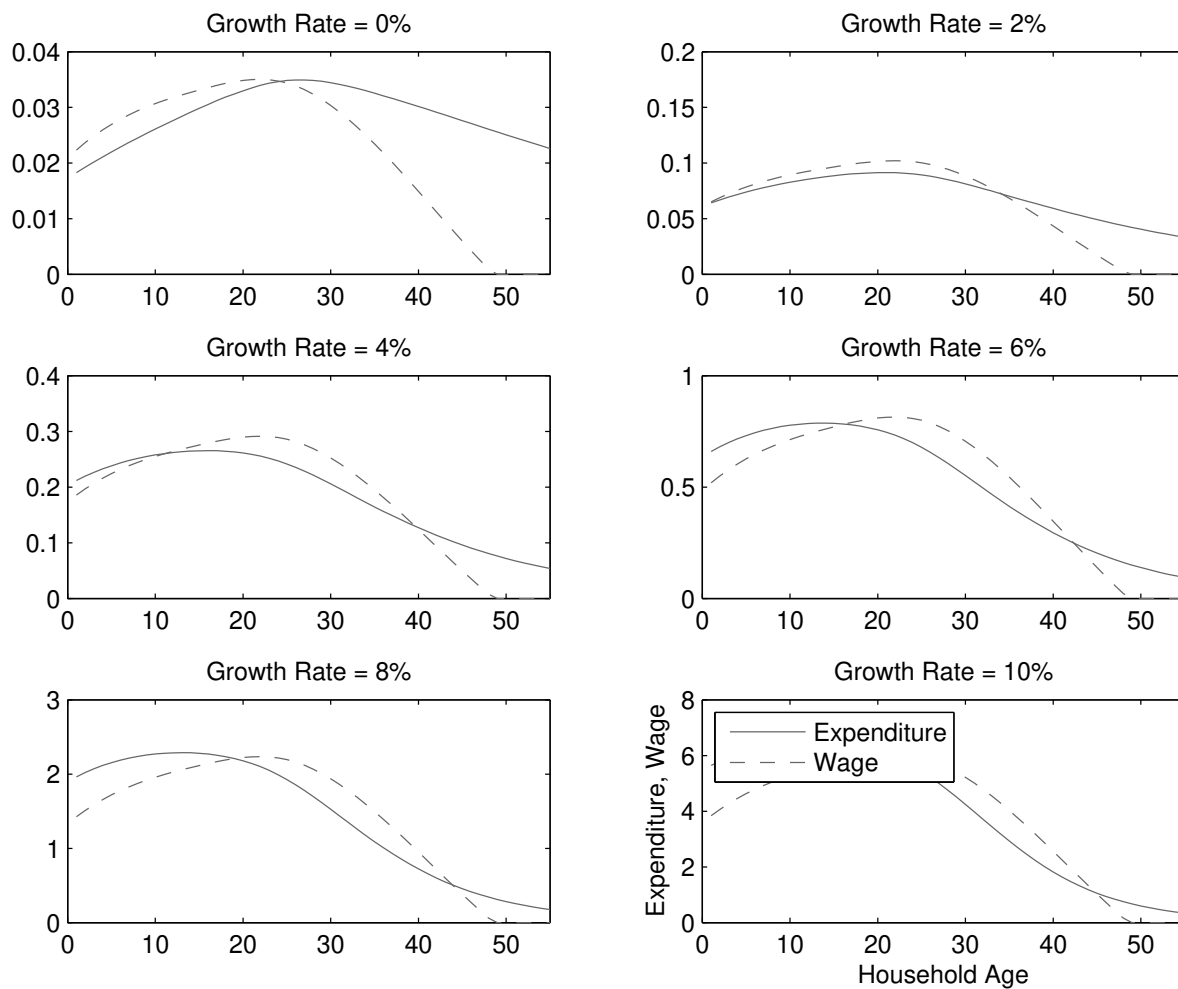 Growth Rate = 0%
0.04
0.03
0.02
0.01
0
0 10 20 30 40 50
Growth Rate = 2%
0.2
0.15
0.1
0.05
0
0 10 20 30 40 50
Growth Rate = 4%
0.4
0.3
0.2
0.1
0
0 10 20 30 40 50
Growth Rate = 6%
1
0.5
0
0 10 20 30 40 50
Growth Rate = 8%
3
2
1
0
0 10 20 30 40 50
Growth Rate = 10%
Expenditure, Wage
8
6
4
2
0
Expenditure
Wage
0 10 20 30 40 50
Household Age